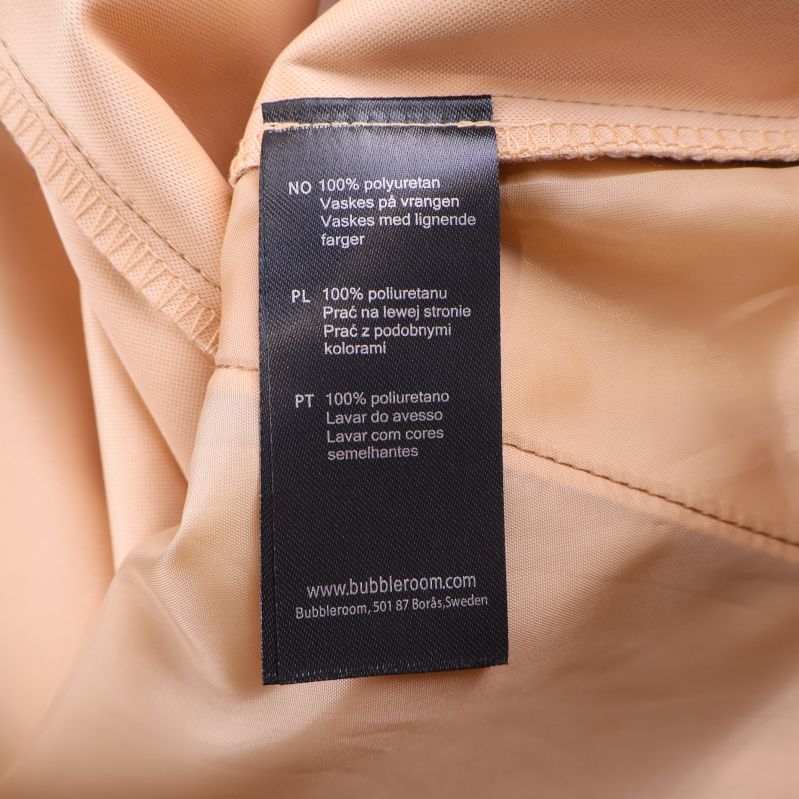 NO 100% polyuretan
Vaskes på vrangen
Vaskes med lignende
farger
PL 100% poliuretanu
Prać na lewej stronie
Prać z podobnymi
kolorami
PT 100% poliuretano
Lavar do avesso
Lavar com cores
semelhantes
www.bubbleroom.com
Bubbleroom, 501 87 Borås,Sweden